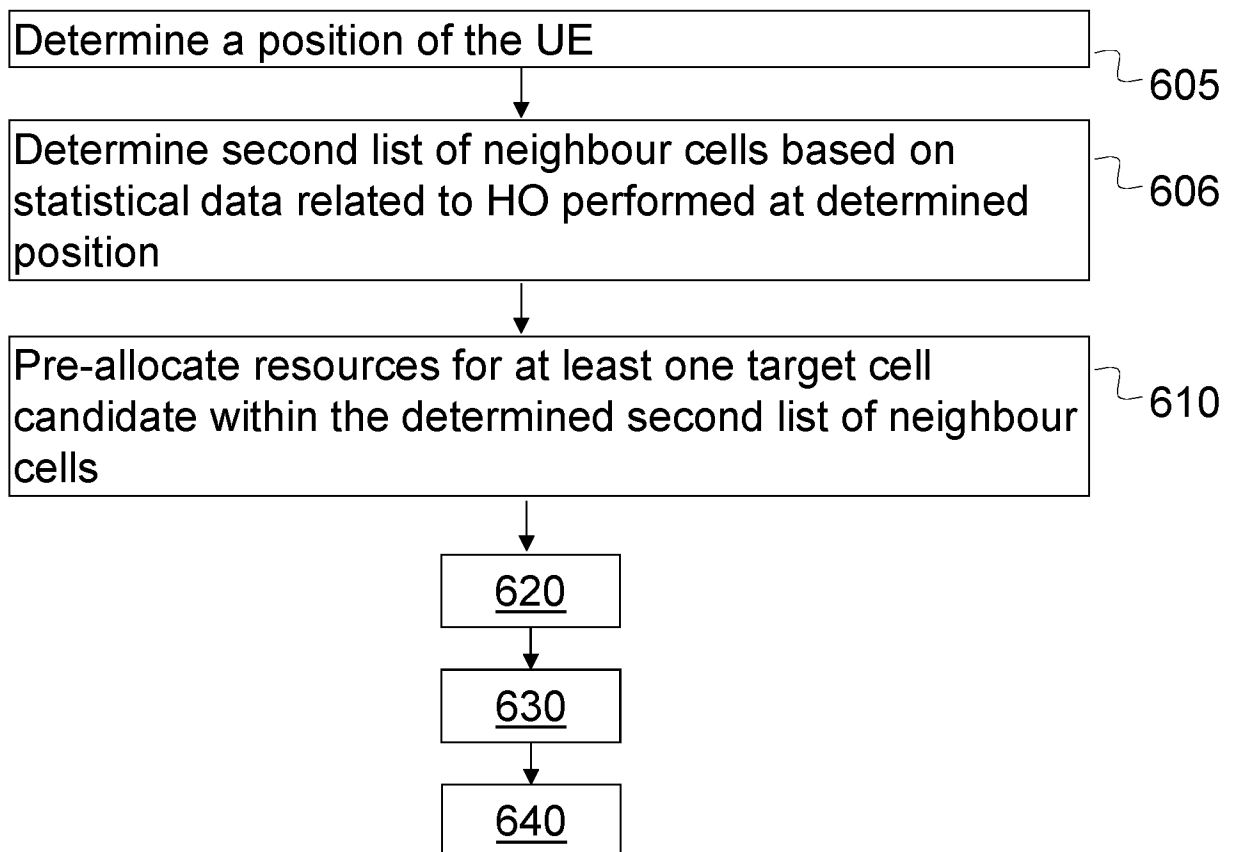 Determine a position of the UE
605
Determine second list of neighbour cells based on
statistical data related to HO performed at determined
position
606
Pre-allocate resources for at least one target cell
candidate within the determined second list of neighbour
cells
610
620
630
640